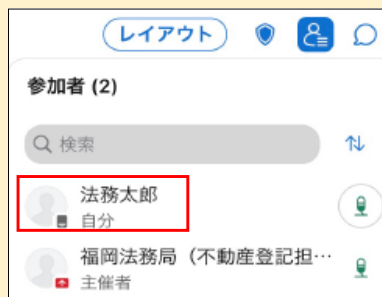 レイアウト
参加者 (2)
検索
法務太郎
自分
福岡法務局（不動産登記担…
主催者